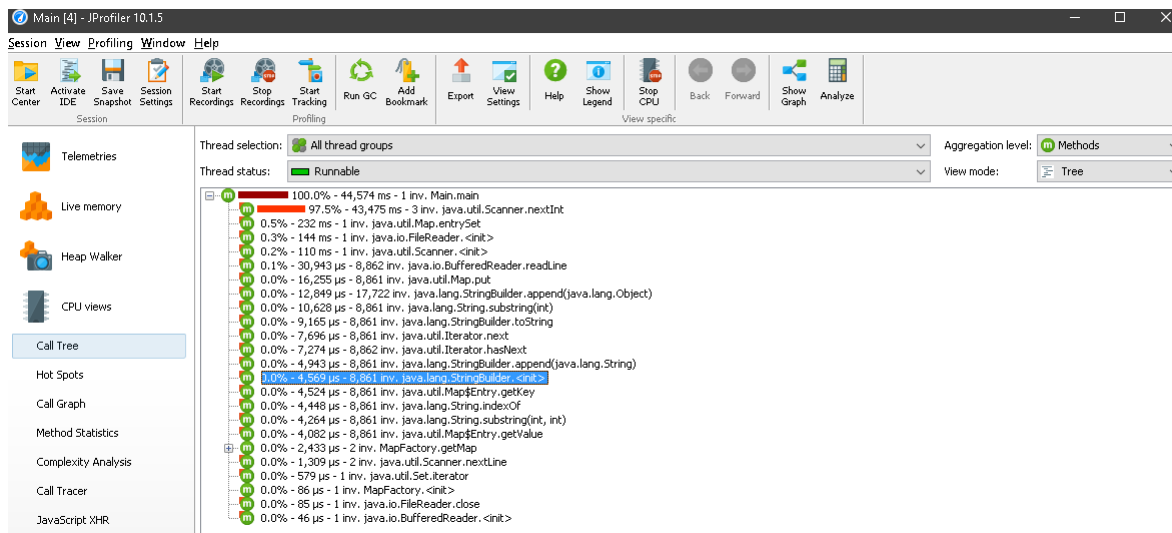 Main [4] - JProfiler 10.1.5
Session View Profiling Window Help
Start Center
Activate IDE
Save Snapshot
Session Settings
Start Recordings
Stop Recordings
Start Tracking
Run GC
Add Bookmark
Export
View Settings
Help
Show Legend
Stop CPU
Back
Forward
Show Graph
Analyze
Session
Profiling
View specific
Telemetries
Live memory
Heap Walker
CPU views
Call Tree
Hot Spots
Call Graph
Method Statistics
Complexity Analysis
Call Tracer
JavaScript XHR
Thread selection: All thread groups
Aggregation level: Methods
Thread status: Runnable
View mode: Tree
100.0% - 44,574 ms - 1 inv. Main.main
97.5% - 43,475 ms - 3 inv. java.util.Scanner.nextInt
0.5% - 232 ms - 1 inv. java.util.Map.entrySet
0.3% - 144 ms - 1 inv. java.io.FileReader.<init>
0.2% - 110 ms - 1 inv. java.util.Scanner.<init>
0.1% - 30,943 µs - 8,862 inv. java.io.BufferedReader.readLine
0.0% - 16,255 µs - 8,861 inv. java.util.Map.put
0.0% - 12,849 µs - 17,722 inv. java.lang.StringBuilder.append(java.lang.Object)
0.0% - 10,628 µs - 8,861 inv. java.lang.String.substring(int)
0.0% - 9,165 µs - 8,861 inv. java.lang.StringBuilder.toString
0.0% - 7,696 µs - 8,861 inv. java.util.Iterator.next
0.0% - 7,274 µs - 8,862 inv. java.util.Iterator.hasNext
0.0% - 4,943 µs - 8,861 inv. java.lang.StringBuilder.append(java.lang.String)
0.0% - 4,569 µs - 8,861 inv. java.lang.StringBuilder.<init>
0.0% - 4,524 µs - 8,861 inv. java.util.Map$Entry.getKey
0.0% - 4,448 µs - 8,861 inv. java.lang.String.indexOf
0.0% - 4,264 µs - 8,861 inv. java.lang.String.substring(int, int)
0.0% - 4,082 µs - 8,861 inv. java.util.Map$Entry.getValue
0.0% - 2,433 µs - 2 inv. MapFactory.getMap
0.0% - 1,309 µs - 2 inv. java.util.Scanner.nextLine
0.0% - 579 µs - 1 inv. java.util.Set.iterator
0.0% - 86 µs - 1 inv. MapFactory.<init>
0.0% - 85 µs - 1 inv. java.io.FileReader.close
0.0% - 46 µs - 1 inv. java.io.BufferedReader.<init>